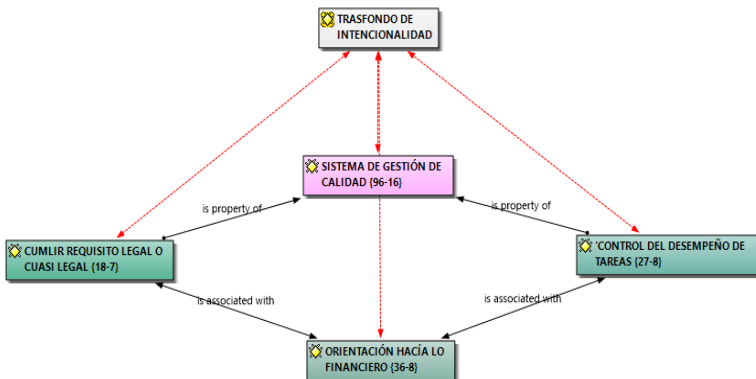 TRASFONDO DE
INTENCIONALIDAD
SISTEMA DE GESTIÓN DE
CALIDAD {96-16}
is property of
is property of
CUMLIR REQUISITO LEGAL O
CUASI LEGAL {18-7}
'CONTROL DEL DESEMPEÑO DE
TAREAS {27-8}
is associated with
is associated with
ORIENTACIÓN HACÍA LO
FINANCIERO {36-8}